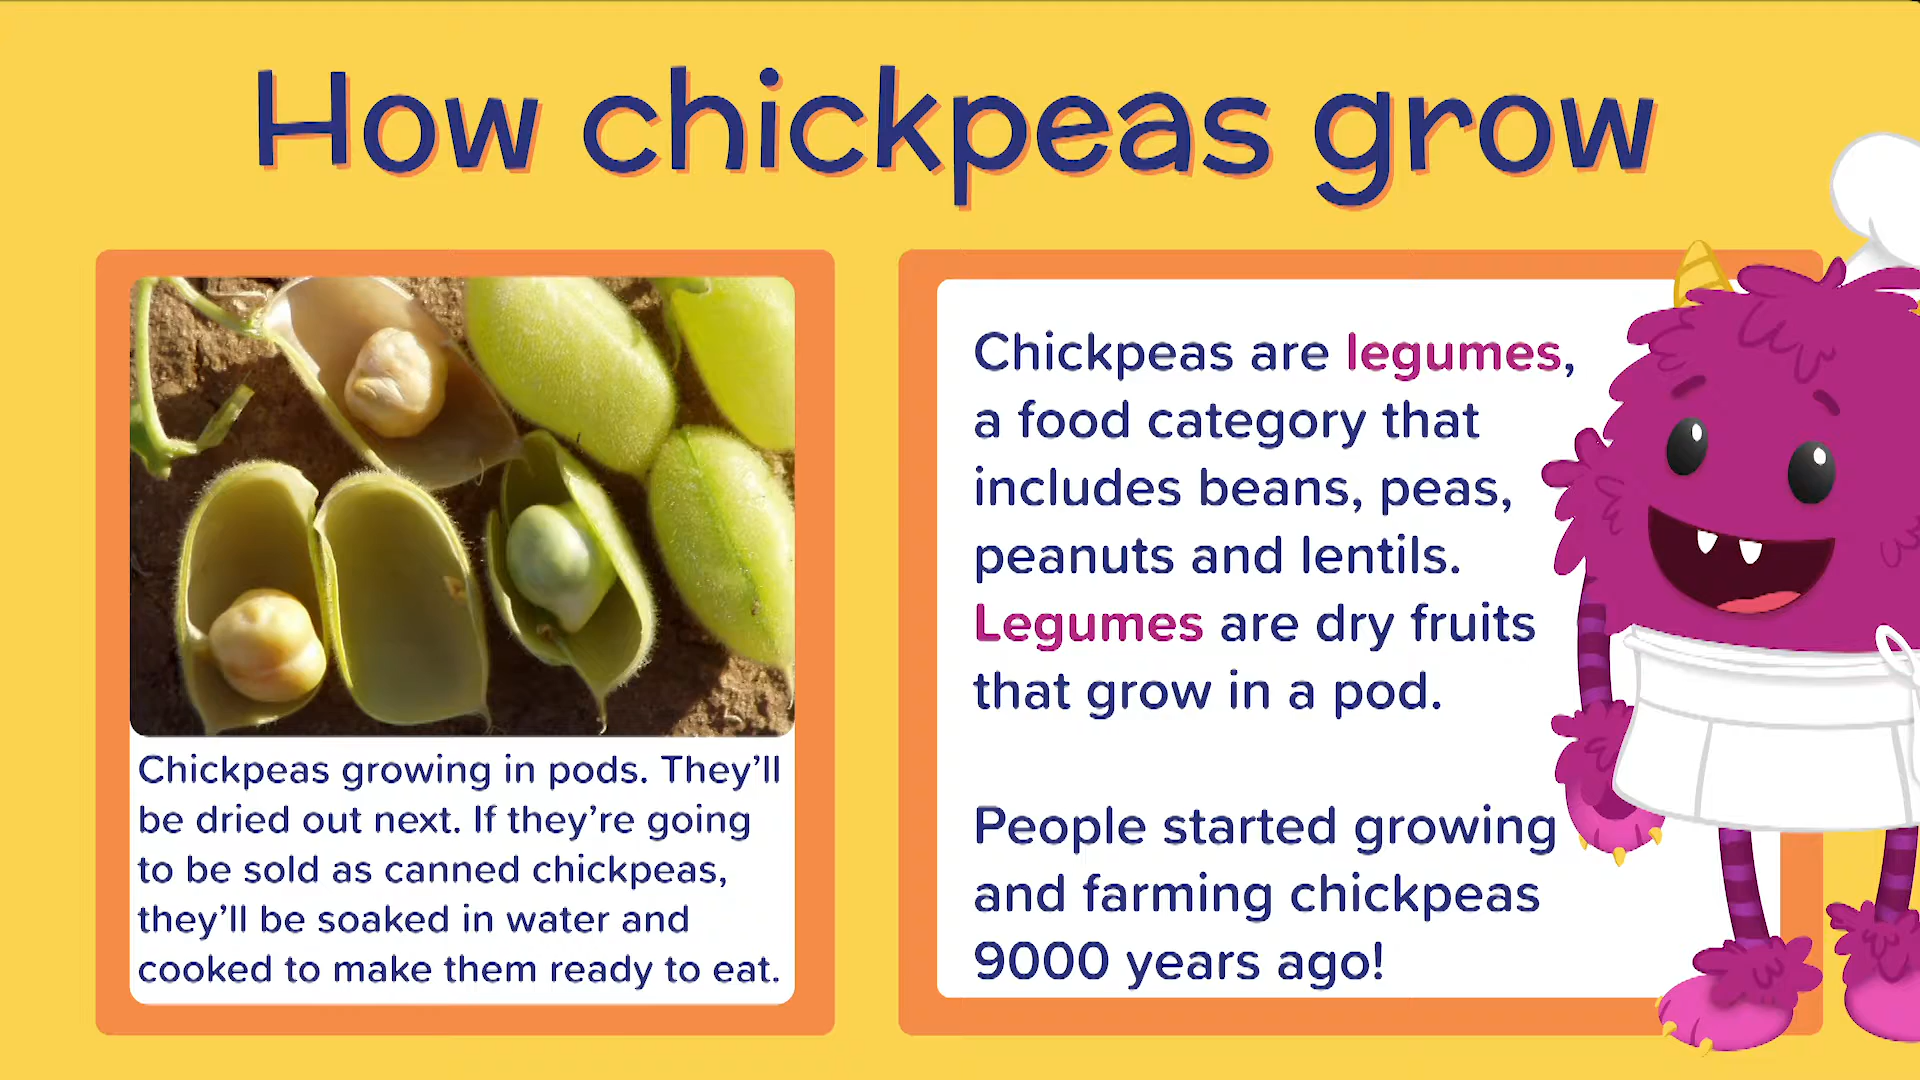 How chickpeas grow
Chickpeas growing in pods. They’ll
be dried out next. If they’re going
to be sold as canned chickpeas,
they’ll be soaked in water and
cooked to make them ready to eat.
Chickpeas are legumes,
a food category that
includes beans, peas,
peanuts and lentils.
Legumes are dry fruits
that grow in a pod.
People started growing
and farming chickpeas
9000 years ago!